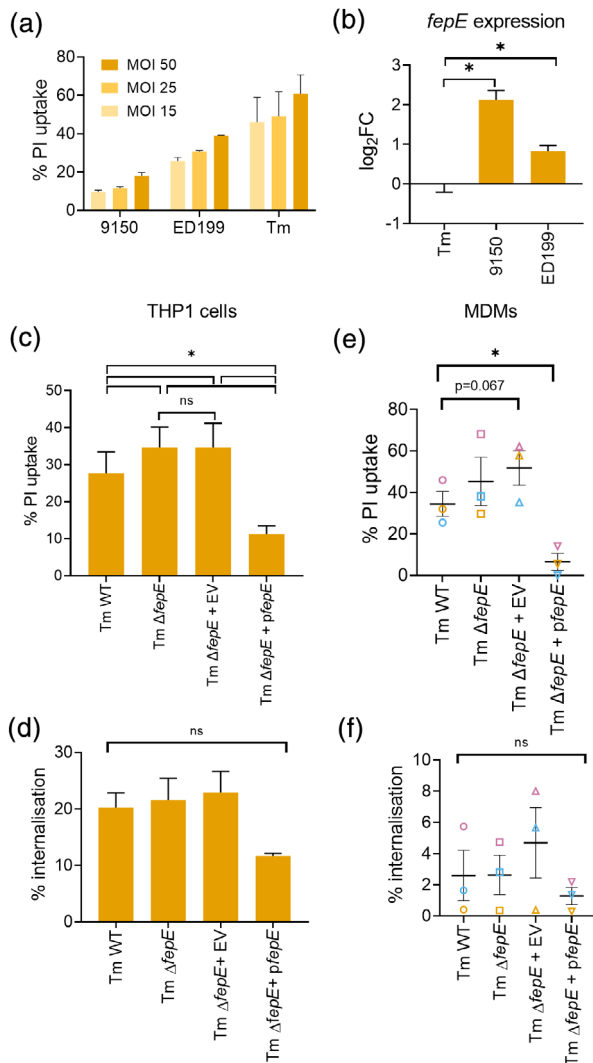 (a)
% PI uptake
80
60
40
20
0
MOI 50
MOI 25
MOI 15
9150 ED199 Tm
(b)
fepE expression
log2FC
3
2
1
0
-1
*
*
Tm
9150
ED199
THP1 cells
(c)
% PI uptake
50
40
30
20
10
0
*
ns
Tm WT
Tm ΔfepE
Tm ΔfepE + EV
Tm ΔfepE + pfepE
MDMs
(e)
% PI uptake
80
60
40
20
0
*
p=0.067
Tm WT
Tm ΔfepE
Tm ΔfepE + EV
Tm ΔfepE + pfepE
(d)
% internalisation
30
20
10
0
ns
Tm WT
Tm ΔfepE
Tm ΔfepE+ EV
Tm ΔfepE+ pfepE
(f)
% internalisation
10
8
6
4
2
0
ns
Tm WT
Tm ΔfepE
Tm ΔfepE + EV
Tm ΔfepE + pfepE